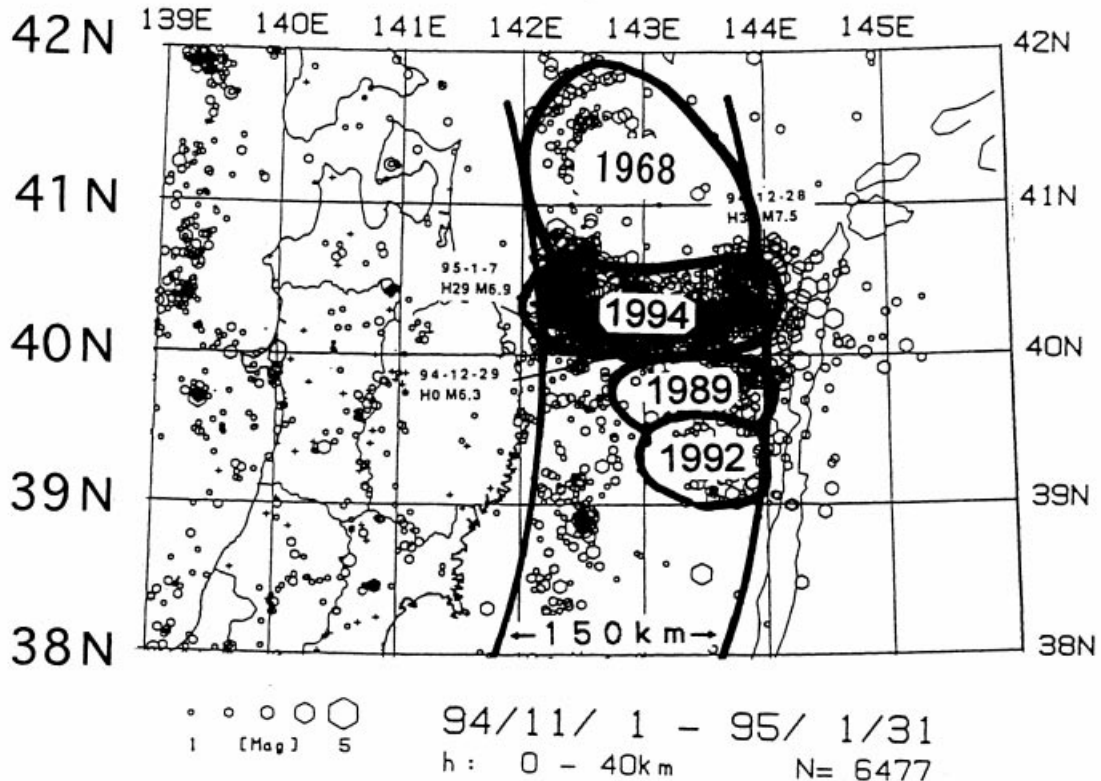 139E 140E 141E 142E 143E 144E 145E
42N 42N
1968
41N 41N
94-12-28
M7.5
95-1-7
H29 M6.9
1994
40N 40N
94-12-29
H0 M6.3
1989
1992
39N 39N
←150km→
38N 38N
1 [Mag] 5
94/11/ 1 - 95/ 1/31
h: 0 - 40km N= 6477